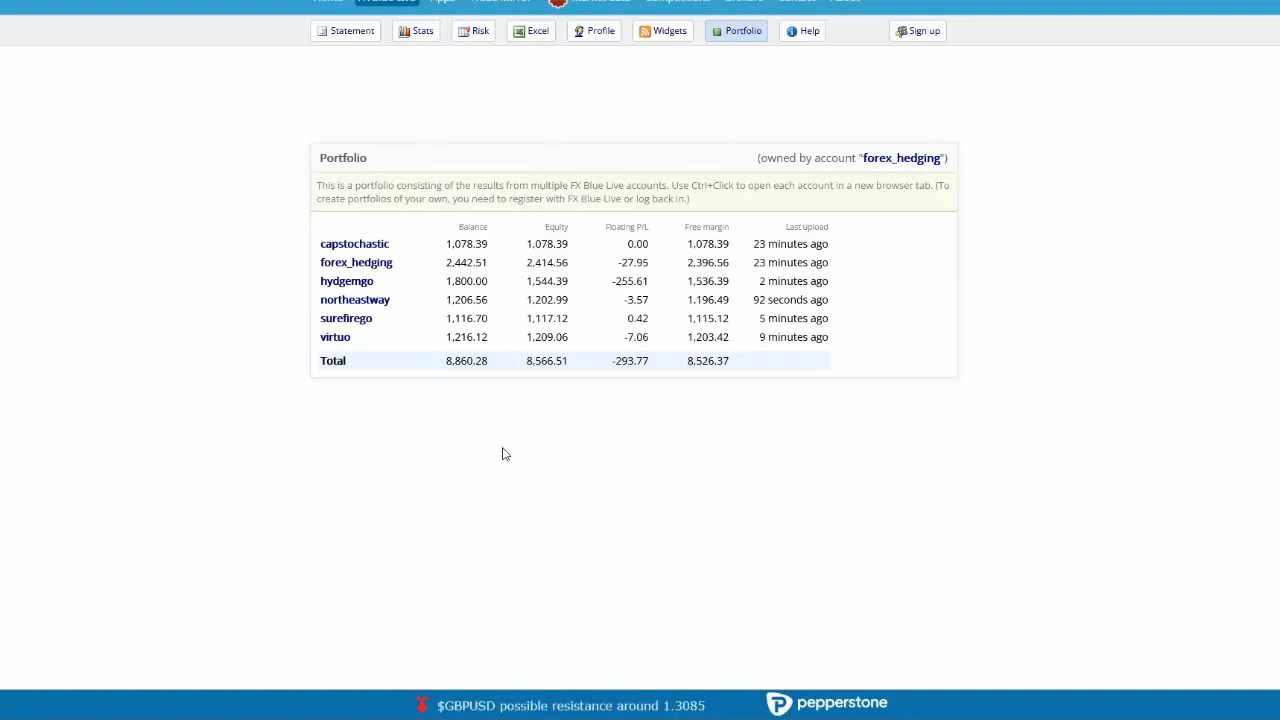 Statement Stats Risk Excel Profile Widgets Portfolio Help Sign up
Portfolio (owned by account "forex_hedging")
This is a portfolio consisting of the results from multiple FX Blue Live accounts. Use Ctrl+Click to open each account in a new browser tab. (To
create portfolios of your own, you need to register with FX Blue Live or log back in.)
Balance Equity Floating P/L Free margin Last upload
capstochastic 1,078.39 1,078.39 0.00 1,078.39 23 minutes ago
forex_hedging 2,442.51 2,414.56 -27.95 2,396.56 23 minutes ago
hydgemgo 1,800.00 1,544.39 -255.61 1,536.39 2 minutes ago
northeastway 1,206.56 1,202.99 -3.57 1,196.49 92 seconds ago
surefirego 1,116.70 1,117.12 0.42 1,115.12 5 minutes ago
virtuo 1,216.12 1,209.06 -7.06 1,203.42 9 minutes ago
Total 8,860.28 8,566.51 -293.77 8,526.37
$GBPUSD possible resistance around 1.3085 pepperstone